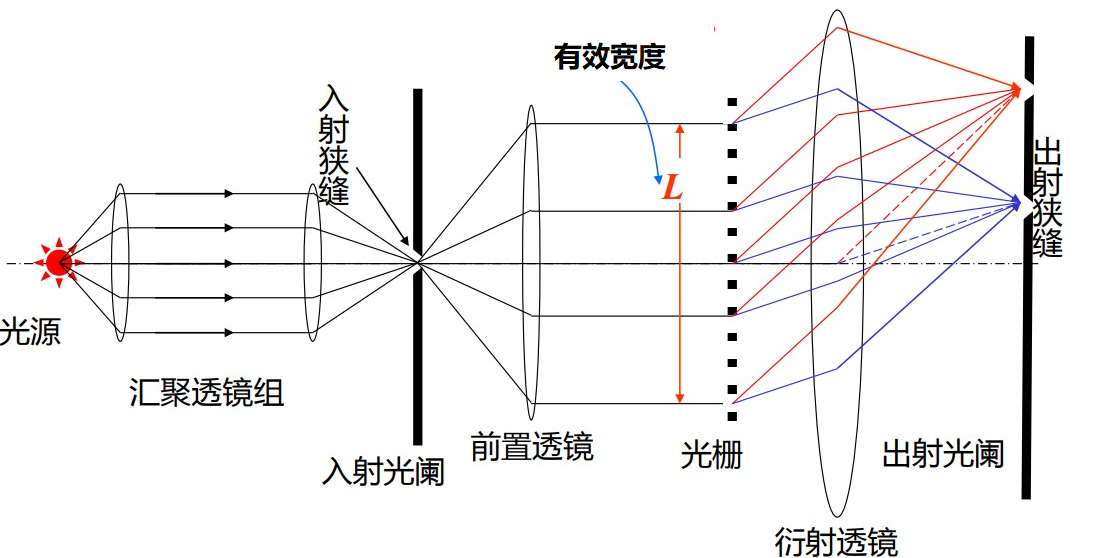 有效宽度
入射狭缝
L
出射狭缝
光源
汇聚透镜组
前置透镜
光栅
出射光阑
入射光阑
衍射透镜